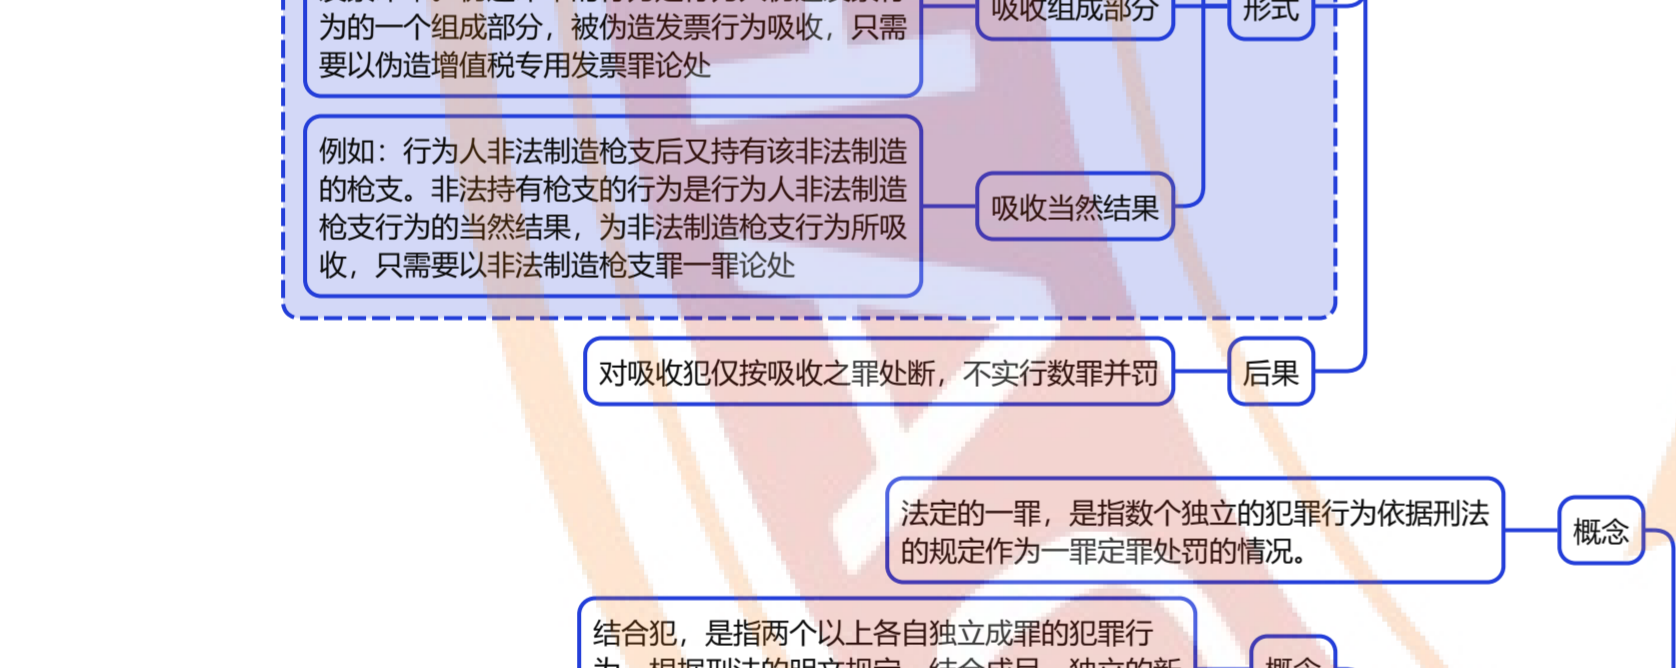 为的一个组成部分，被伪造发票行为吸收，只需
要以伪造增值税专用发票罪论处
吸收组成部分
形式
例如：行为人非法制造枪支后又持有该非法制造
的枪支。非法持有枪支的行为是行为人非法制造
枪支行为的当然结果，为非法制造枪支行为所吸
收，只需要以非法制造枪支罪一罪论处
吸收当然结果
对吸收犯仅按吸收之罪处断，不实行数罪并罚
后果
法定的一罪，是指数个独立的犯罪行为依据刑法
的规定作为一罪定罪处罚的情况。
概念
结合犯，是指两个以上各自独立成罪的犯罪行
概念